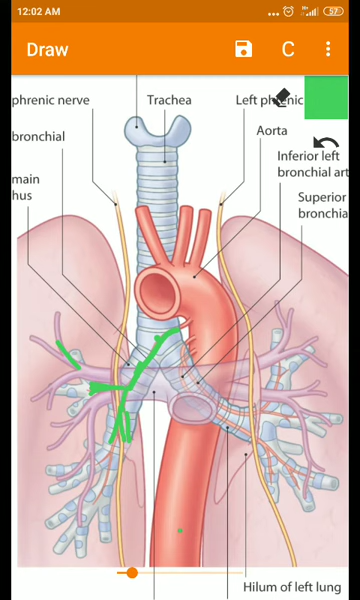 12:02 AM
57
Draw
C
phrenic nerve
Trachea
Left phrenic
bronchial
Aorta
Inferior left
bronchial art
main
hus
Superior
bronchia
Hilum of left lung